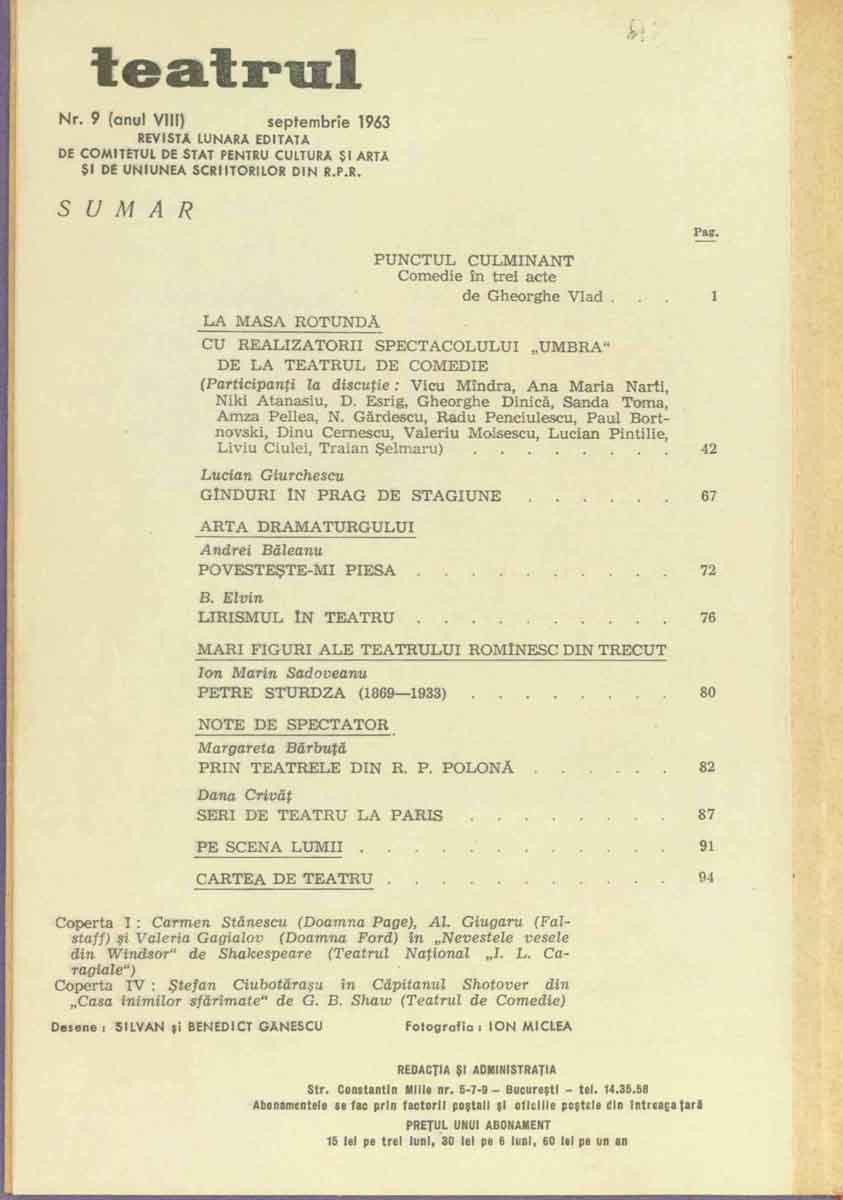 teatrul
Nr. 9 (anul VIII) septembrie 1963
REVISTĂ LUNARĂ EDITATĂ
DE COMITETUL DE STAT PENTRU CULTURĂ ȘI ARTĂ
ȘI DE UNIUNEA SCRIITORILOR DIN R.P.R.
SUMAR
Pag.
PUNCTUL CULMINANT
Comedie în trei acte
de Gheorghe Vlad . . . 1
LA MASA ROTUNDĂ
CU REALIZATORII SPECTACOLULUI „UMBRA“
DE LA TEATRUL DE COMEDIE
(Participanți la discuție : Vicu Mîndra, Ana Maria Narti,
Niki Atanasiu, D. Esrig, Gheorghe Dinică, Sanda Toma,
Amza Pellea, N. Gărdescu, Radu Penciulescu, Paul Bort-
novski, Dinu Cernescu, Valeriu Moisescu, Lucian Pintilie,
Liviu Ciulei, Traian Șelmaru) . . . . . . . . 42
Lucian Giurchescu
GÎNDURI ÎN PRAG DE STAGIUNE . . . . . . 67
ARTA DRAMATURGULUI
Andrei Băleanu
POVESTEȘTE-MI PIESA . . . . . . . . . . 72
B. Elvin
LIRISMUL ÎN TEATRU . . . . . . . . . . 76
MARI FIGURI ALE TEATRULUI ROMÎNESC DIN TRECUT
Ion Marin Sadoveanu
PETRE STURDZA (1869—1933) . . . . . . . . 80
NOTE DE SPECTATOR
Margareta Bărbuță
PRIN TEATRELE DIN R. P. POLONĂ . . . . . . 82
Dana Crivăț
SERI DE TEATRU LA PARIS . . . . . . . . 87
PE SCENA LUMII . . . . . . . . . . . . 91
CARTEA DE TEATRU . . . . . . . . . . . 94
Coperta I : Carmen Stănescu (Doamna Page), Al. Giugaru (Fal-
staff) și Valeria Gagialov (Doamna Ford) în „Nevestele vesele
din Windsor“ de Shakespeare (Teatrul Național „I. L. Ca-
ragiale“)
Coperta IV : Ștefan Ciubotărașu în Căpitanul Shotover din
„Casa inimilor sfărîmate“ de G. B. Shaw (Teatrul de Comedie)
Desene : SILVAN și BENEDICT GĂNESCU Fotografia : ION MICLEA
REDACȚIA ȘI ADMINISTRAȚIA
Str. Constantin Mille nr. 5-7-9 — București — tel. 14.35.58
Abonamentele se fac prin factorii poștali și oficiile poștale din întreaga țară
PREȚUL UNUI ABONAMENT
15 lei pe trei luni, 30 lei pe 6 luni, 60 lei pe un an